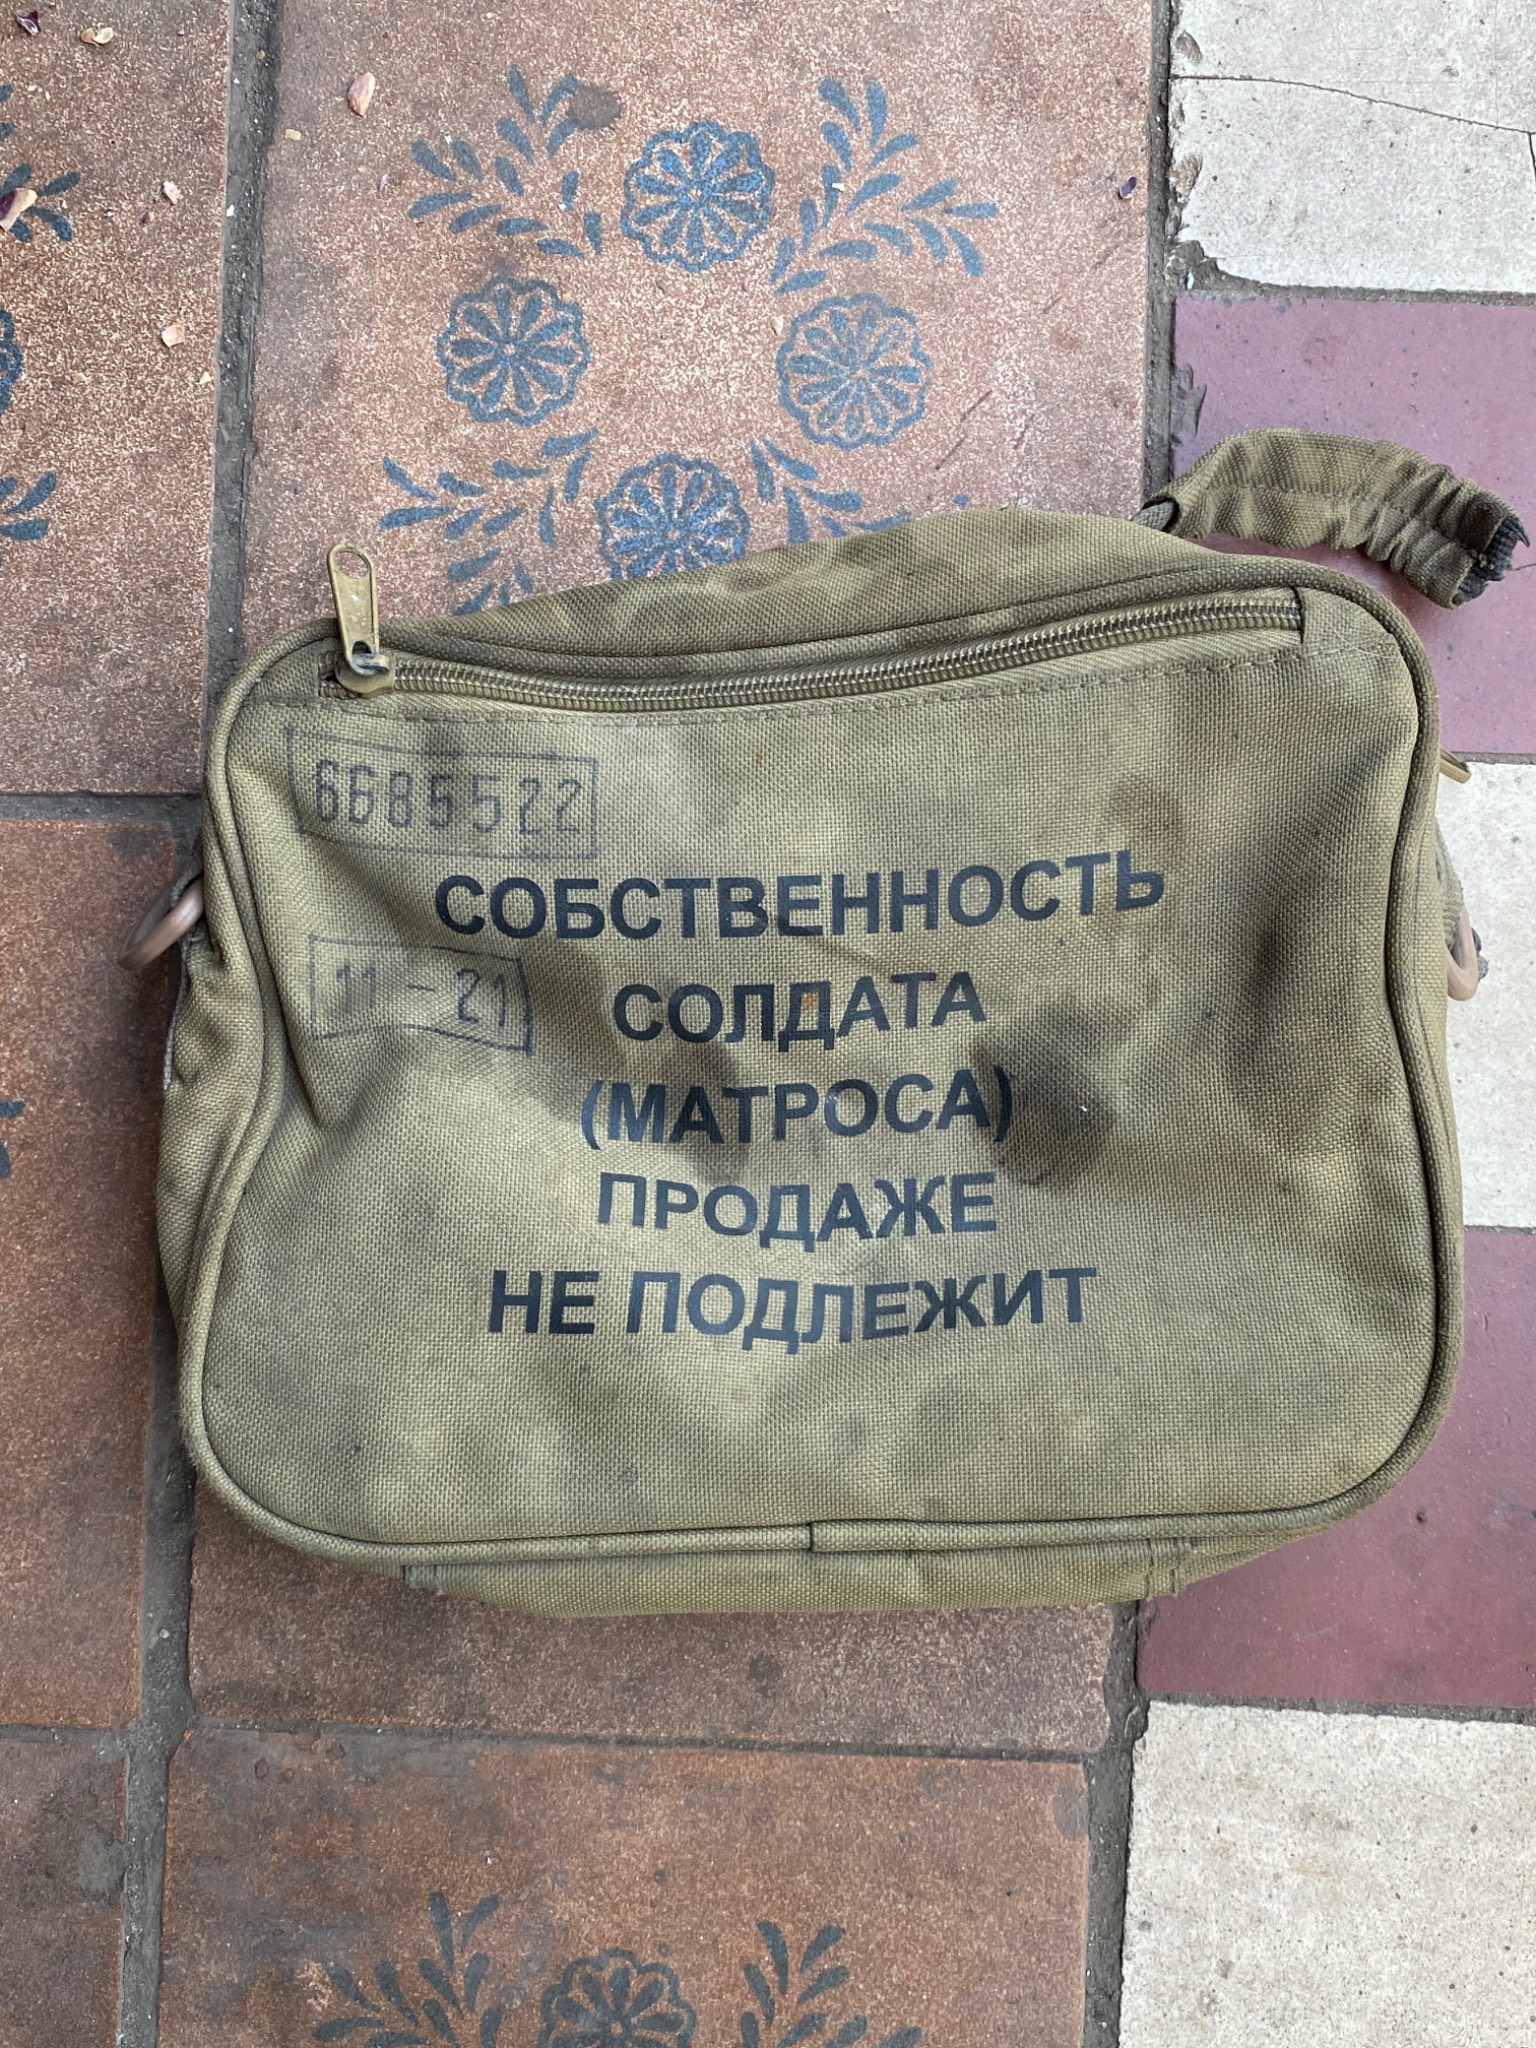 6685522
СОБСТВЕННОСТЬ
11-21
СОЛДАТА
(МАТРОСА)
ПРОДАЖЕ
НЕ ПОДЛЕЖИТ